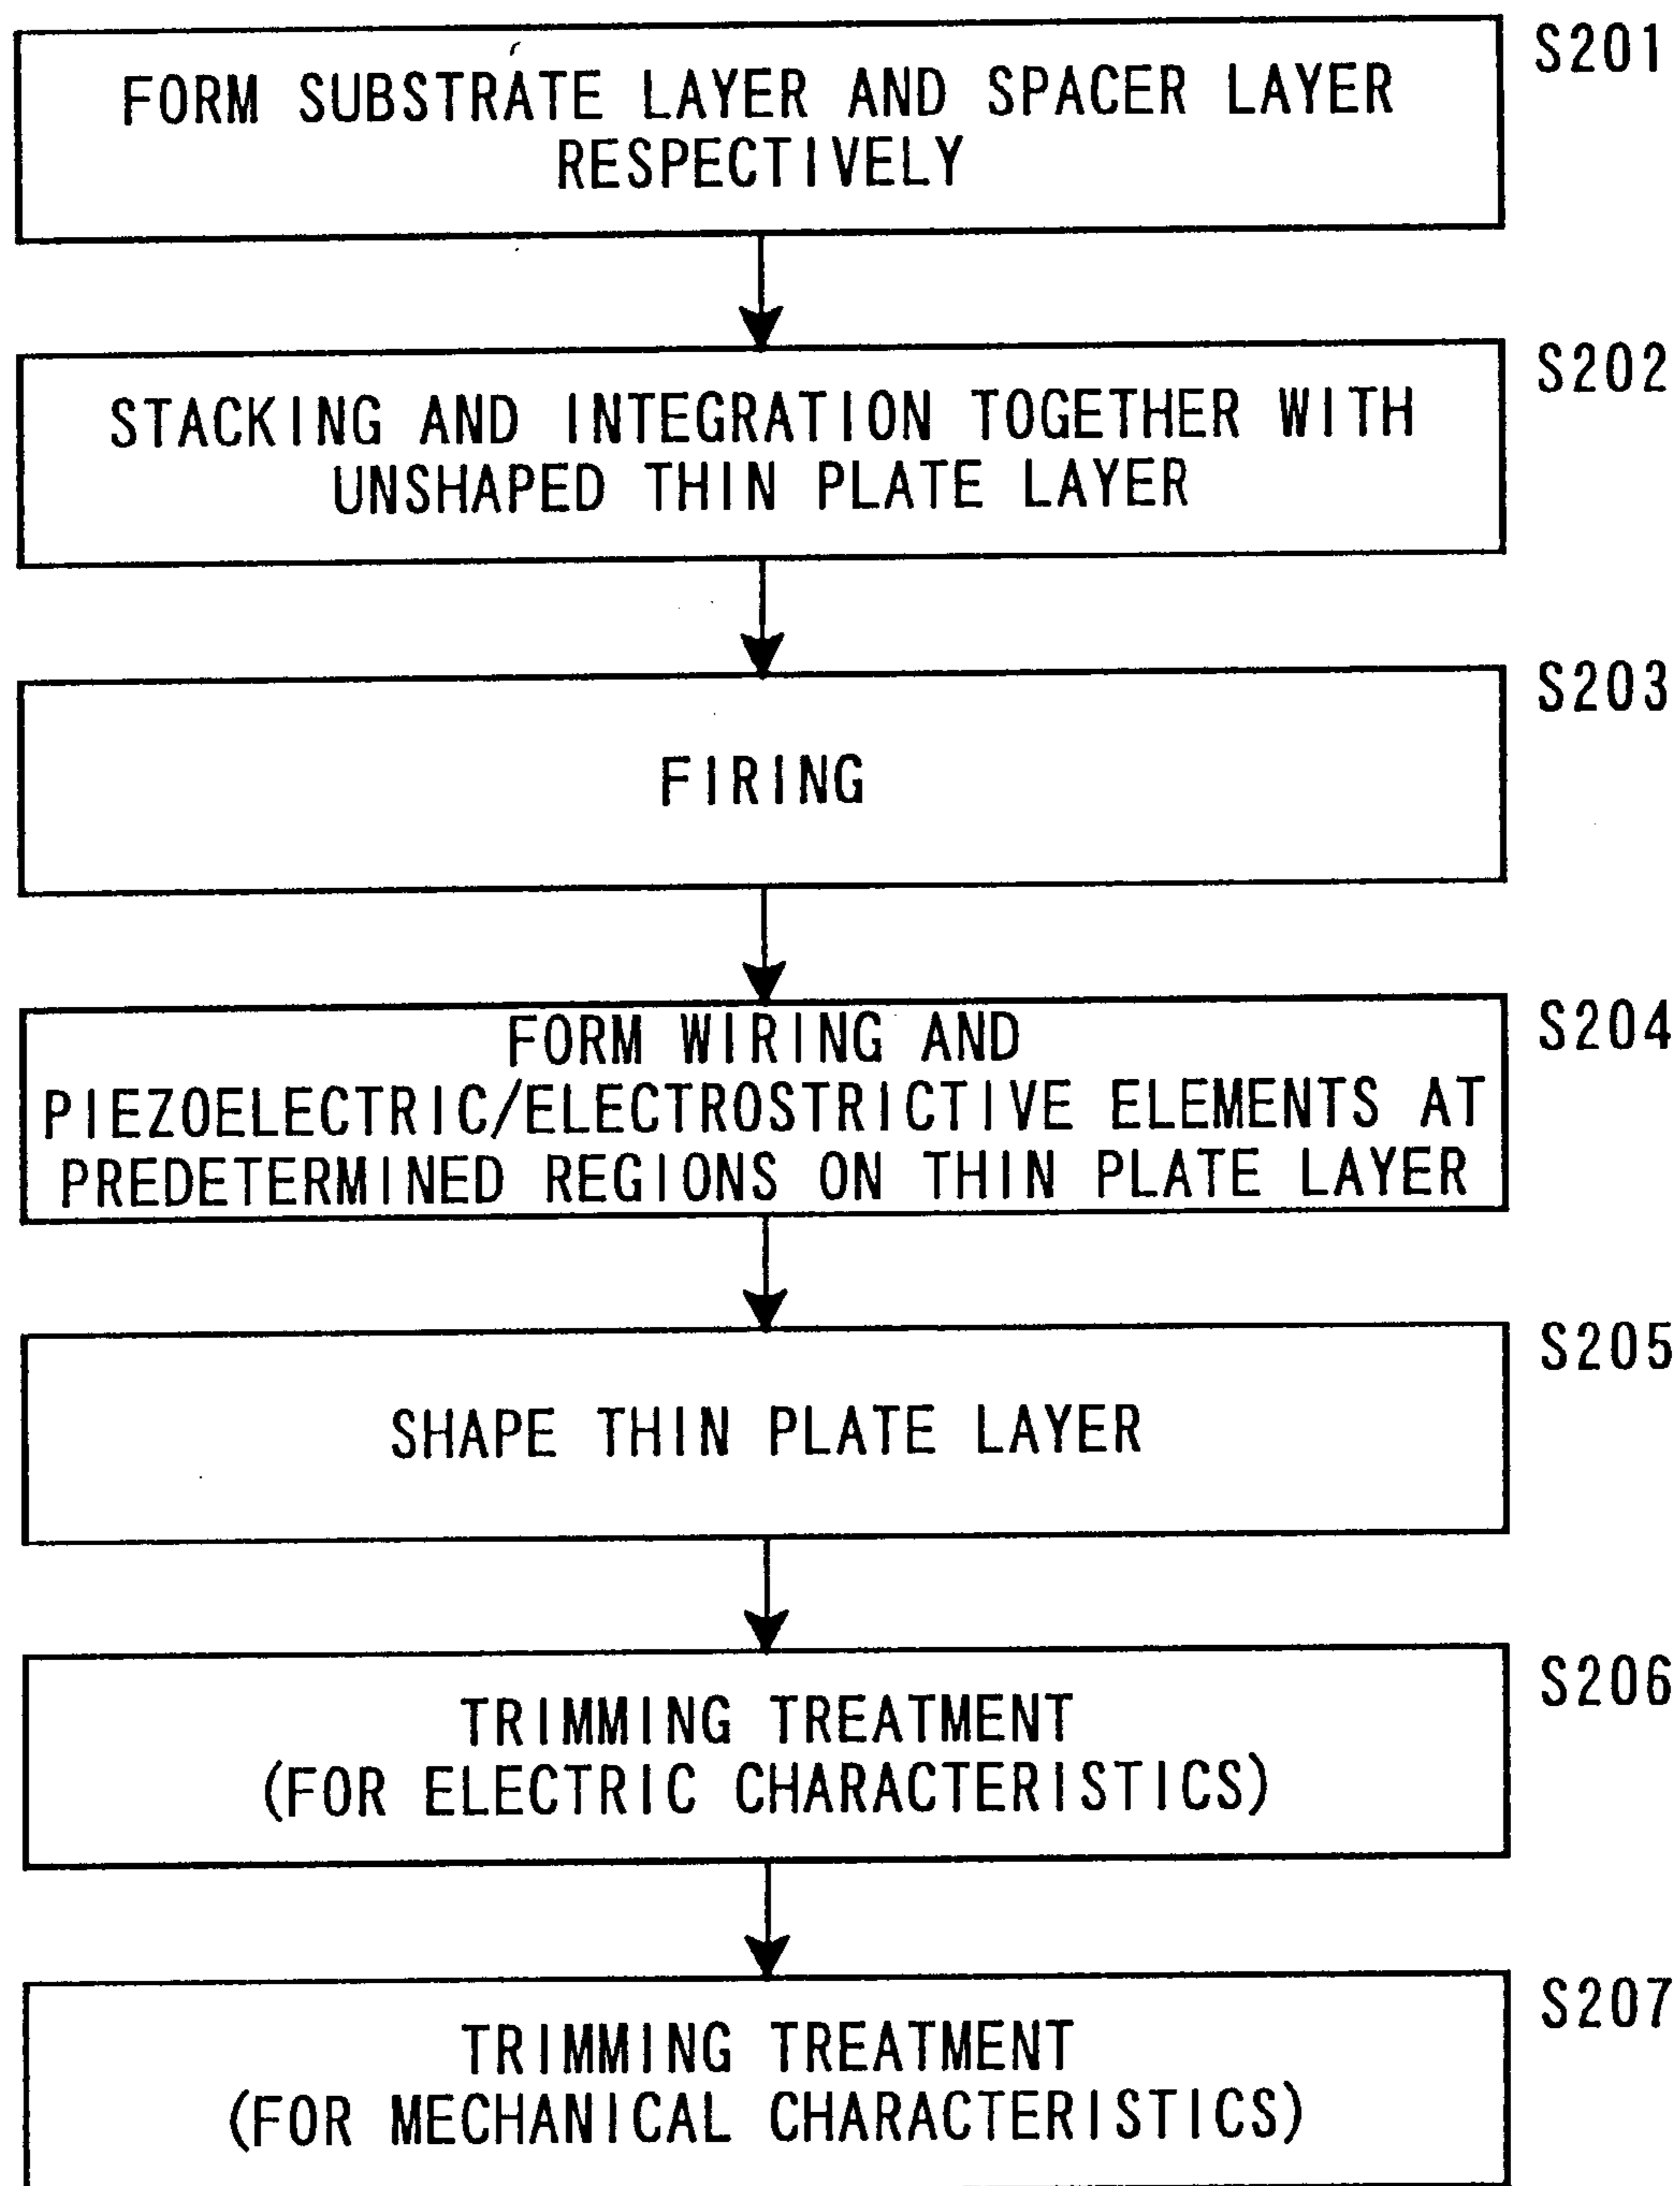 S201
FORM SUBSTRATE LAYER AND SPACER LAYER
RESPECTIVELY
S202
STACKING AND INTEGRATION TOGETHER WITH
UNSHAPED THIN PLATE LAYER
S203
FIRING
S204
FORM WIRING AND
PIEZOELECTRIC/ELECTROSTRICTIVE ELEMENTS AT
PREDETERMINED REGIONS ON THIN PLATE LAYER
S205
SHAPE THIN PLATE LAYER
S206
TRIMMING TREATMENT
(FOR ELECTRIC CHARACTERISTICS)
S207
TRIMMING TREATMENT
(FOR MECHANICAL CHARACTERISTICS)